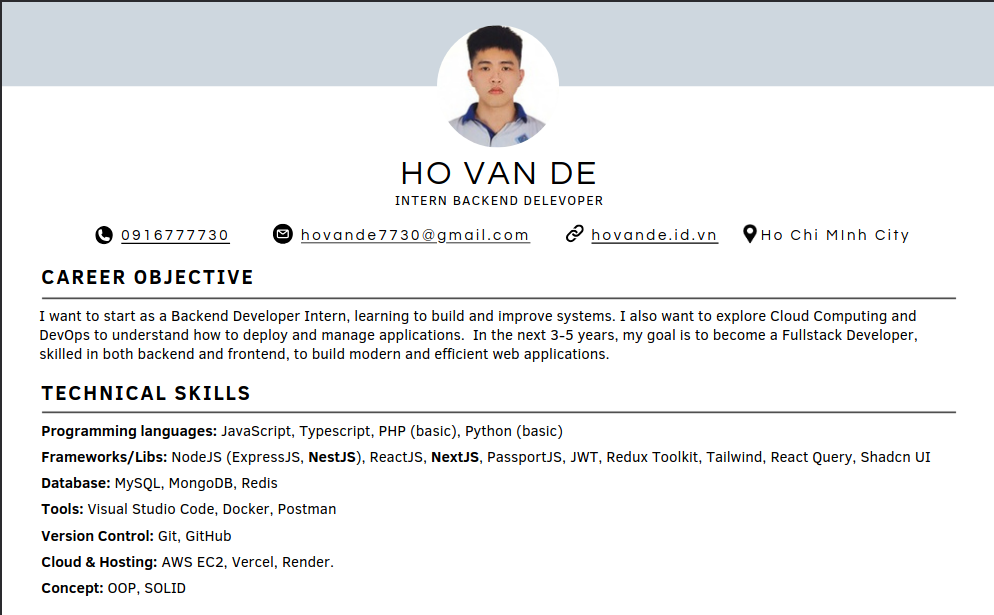 HO VAN DE
INTERN BACKEND DELEVOPER
0916777730 hovande7730@gmail.com hovande.id.vn Ho Chi MInh City
CAREER OBJECTIVE
I want to start as a Backend Developer Intern, learning to build and improve systems. I also want to explore Cloud Computing and
DevOps to understand how to deploy and manage applications.  In the next 3-5 years, my goal is to become a Fullstack Developer,
skilled in both backend and frontend, to build modern and efficient web applications.
TECHNICAL SKILLS
Programming languages: JavaScript, Typescript, PHP (basic), Python (basic)
Frameworks/Libs: NodeJS (ExpressJS, NestJS), ReactJS, NextJS, PassportJS, JWT, Redux Toolkit, Tailwind, React Query, Shadcn UI
Database: MySQL, MongoDB, Redis
Tools: Visual Studio Code, Docker, Postman
Version Control: Git, GitHub
Cloud & Hosting: AWS EC2, Vercel, Render.
Concept: OOP, SOLID